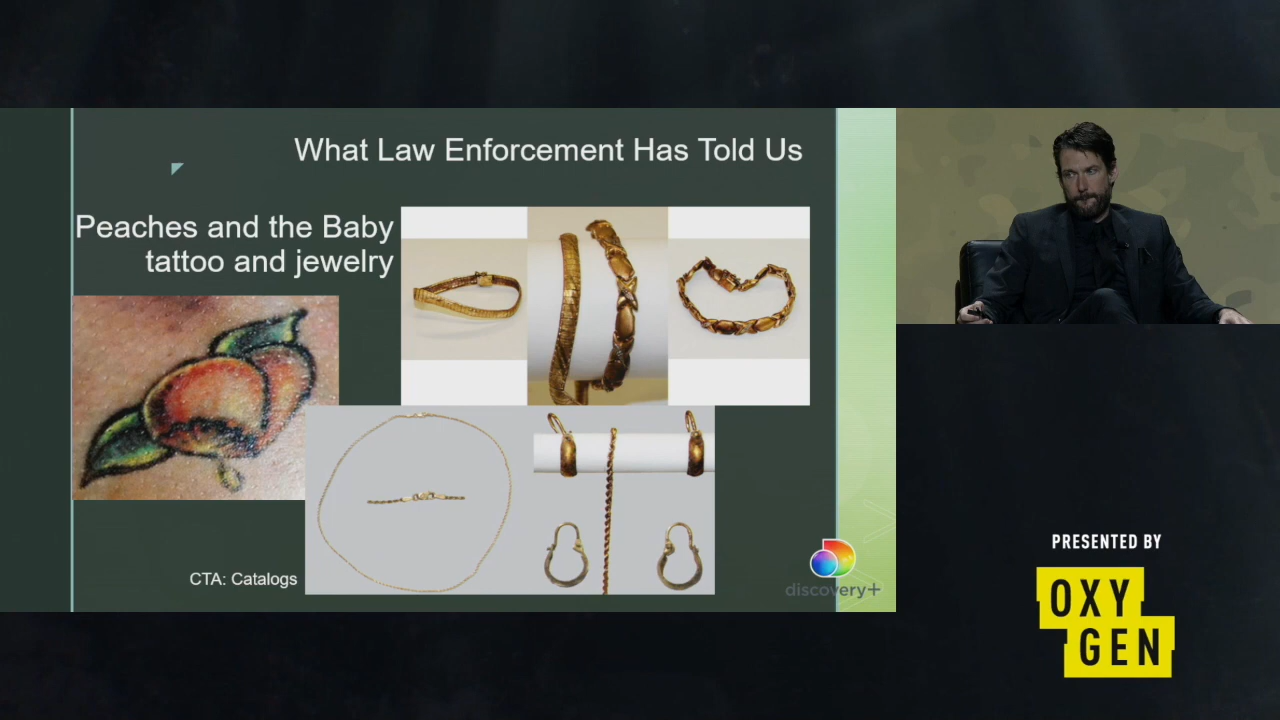 What Law Enforcement Has Told Us
Peaches and the Baby
tattoo and jewelry
CTA: Catalogs
discovery+
PRESENTED BY
OXY
GEN